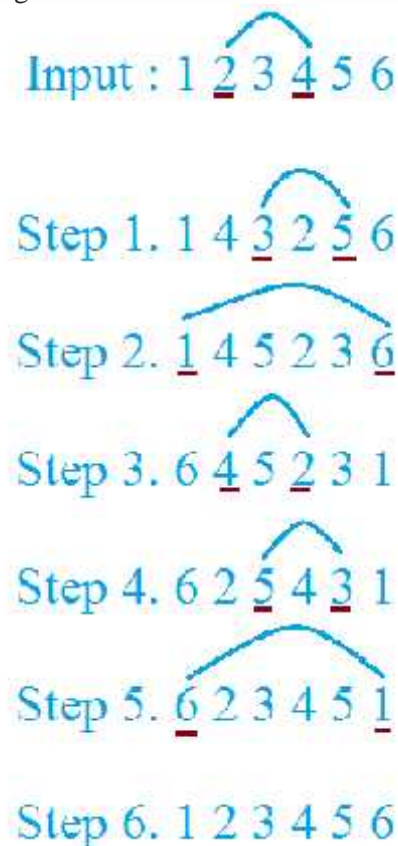 Input : 1 2 3 4 5 6
Step 1. 1 4 3 2 5 6
Step 2. 1 4 5 2 3 6
Step 3. 6 4 5 2 3 1
Step 4. 6 2 5 4 3 1
Step 5. 6 2 3 4 5 1
Step 6. 1 2 3 4 5 6